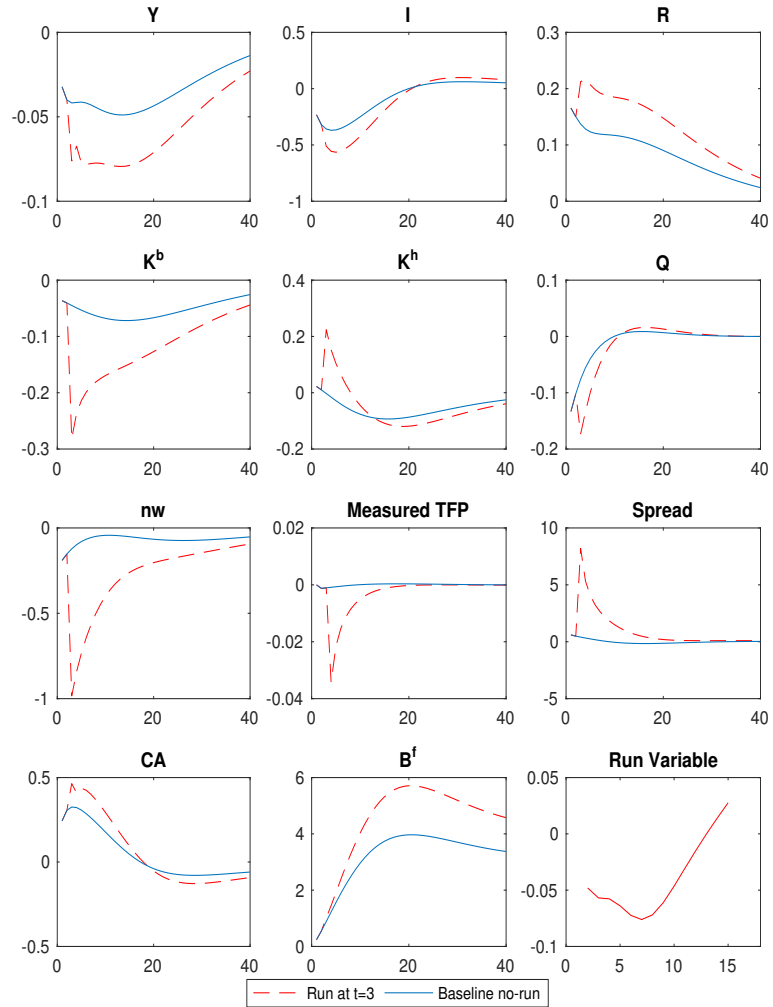 Y I R
0 0.5 0.3
0.2
-0.05 0
-0.5 0.1
-0.1 -1 0
0 20 40 0 20 40 0 20 40
K^b K^h Q
0 0.4 0.1
-0.1 0.2 0
-0.2 0 -0.1
-0.3 -0.2 -0.2
0 20 40 0 20 40 0 20 40
nw Measured TFP Spread
0 0.02 10
-0.5 0 5
-0.02 0
-1 -0.04 -5
0 20 40 0 20 40 0 20 40
CA B^f Run Variable
0.5 6 0.05
0 4 0
2 -0.05
-0.5 0 -0.1
0 20 40 0 20 40 0 5 10 15
Run at t=3 Baseline no-run